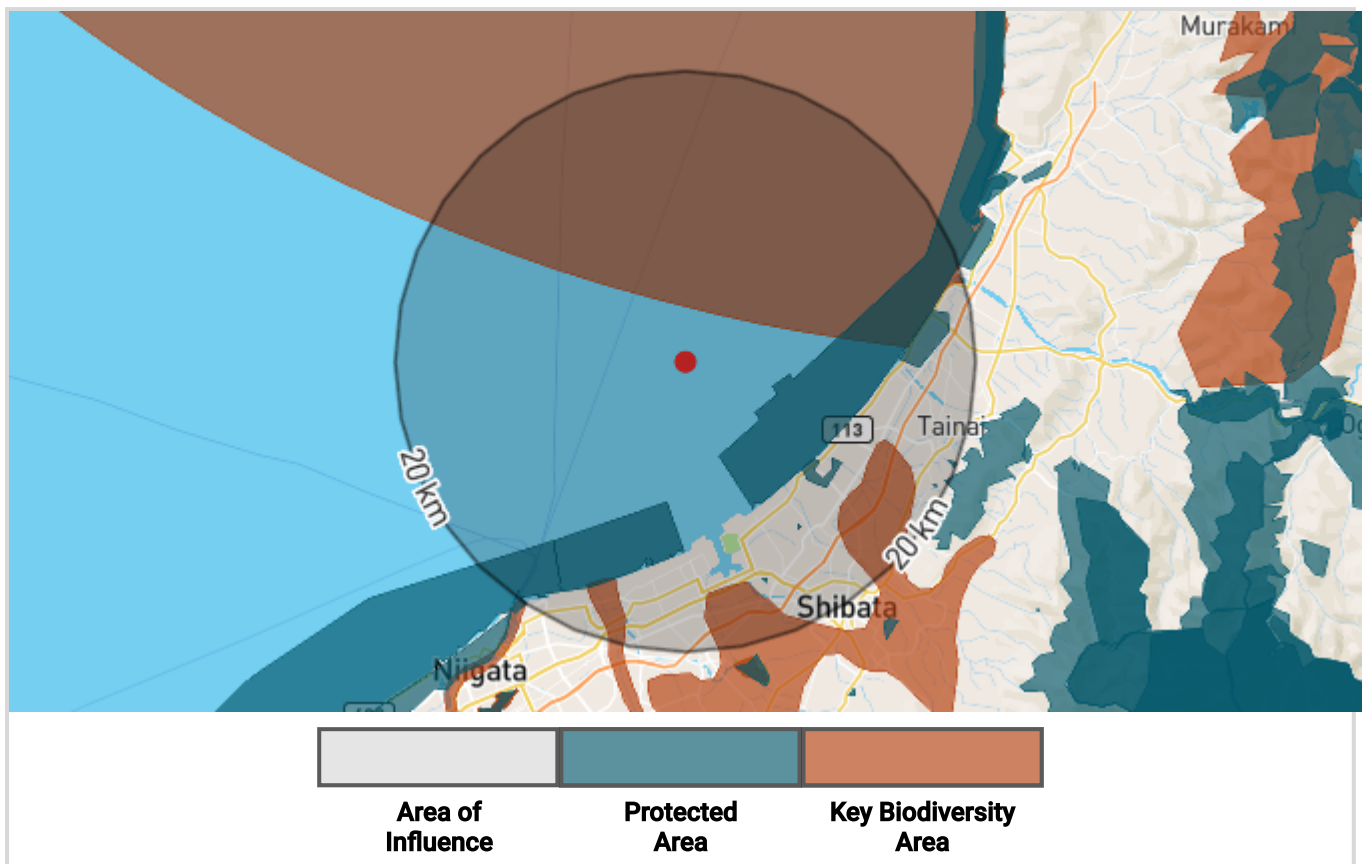 Murakami
113
Tainai
20 km
20 km
Shibata
Niigata
Area of
Influence
Protected
Area
Key Biodiversity
Area